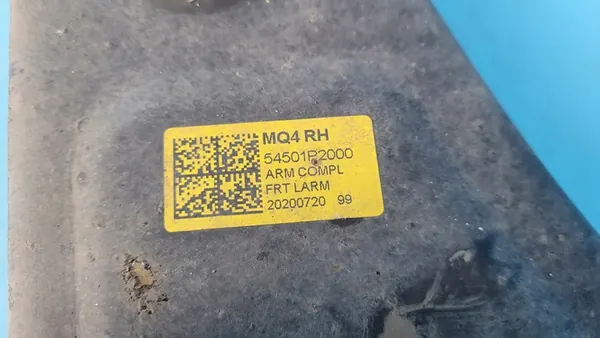 MQ4 RH
54501P2000
ARM COMPL
FRT LARM
20200720 99